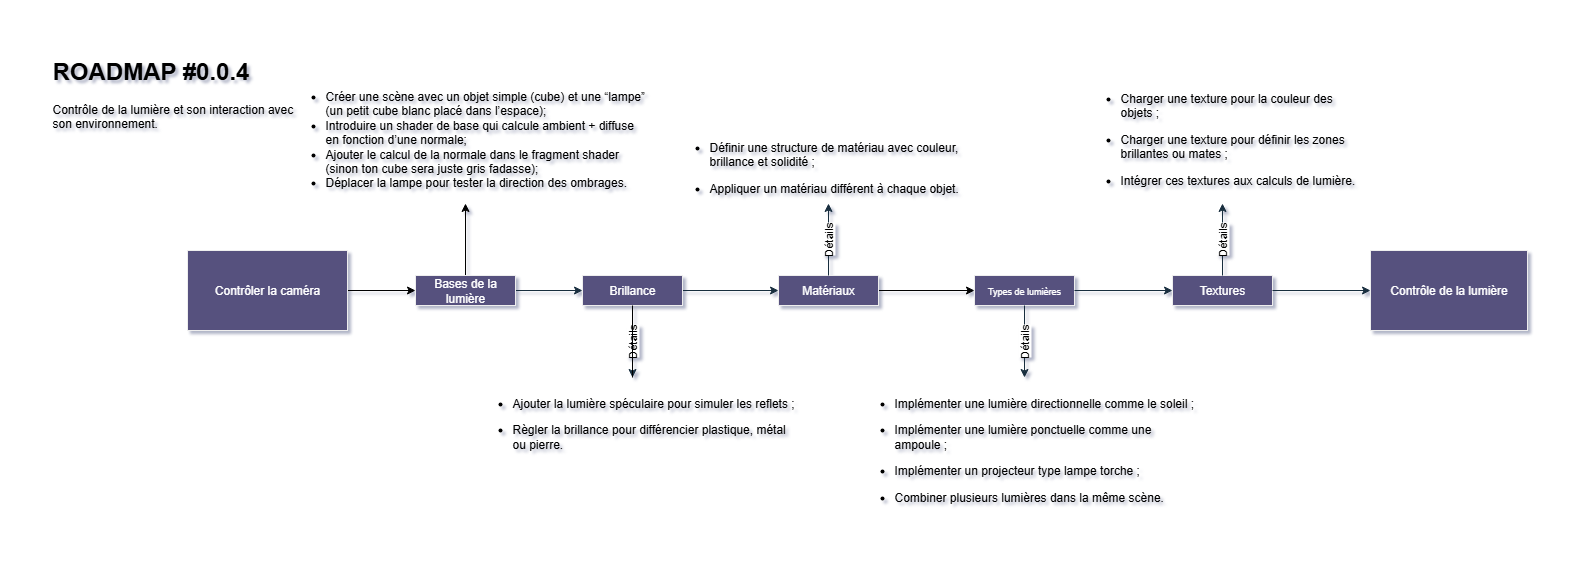 ROADMAP #0.0.4
Contrôle de la lumière et son interaction avec
son environnement.
• Créer une scène avec un objet simple (cube) et une “lampe”
(un petit cube blanc placé dans l’espace);
• Introduire un shader de base qui calcule ambient + diffuse
en fonction d’une normale;
• Ajouter le calcul de la normale dans le fragment shader
(sinon ton cube sera juste gris fadasse);
• Déplacer la lampe pour tester la direction des ombrages.
• Définir une structure de matériau avec couleur,
brillance et solidité ;
• Appliquer un matériau différent à chaque objet.
• Charger une texture pour la couleur des
objets ;
• Charger une texture pour définir les zones
brillantes ou mates ;
• Intégrer ces textures aux calculs de lumière.
Détails
Détails
Contrôler la caméra
Bases de la
lumière
Brillance
Matériaux
Types de lumières
Textures
Contrôle de la lumière
Détails
Détails
• Ajouter la lumière spéculaire pour simuler les reflets ;
• Règler la brillance pour différencier plastique, métal
ou pierre.
• Implémenter une lumière directionnelle comme le soleil ;
• Implémenter une lumière ponctuelle comme une
ampoule ;
• Implémenter un projecteur type lampe torche ;
• Combiner plusieurs lumières dans la même scène.